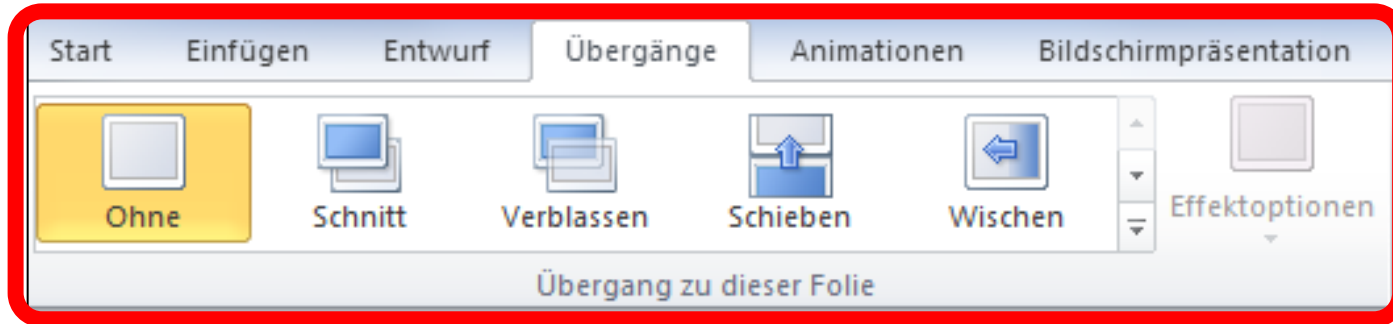 Start Einfügen Entwurf Übergänge Animationen Bildschirmpräsentation
Ohne Schnitt Verblassen Schieben Wischen Effektoptionen
Übergang zu dieser Folie